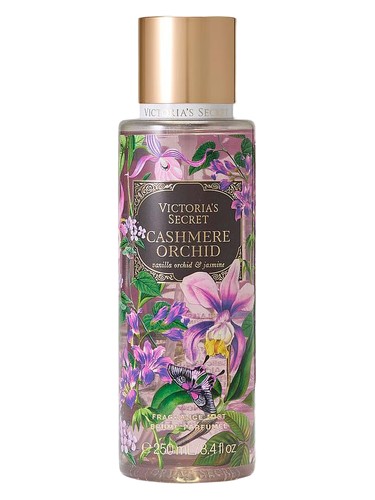 VICTORIA'S SECRET
VICTORIA'S
SECRET
CASHMERE
ORCHID
vanilla orchid & jasmine
FRAGRANCE MIST
BRUME PARFUMÉE
℮ 250 mL/8.4 fl oz